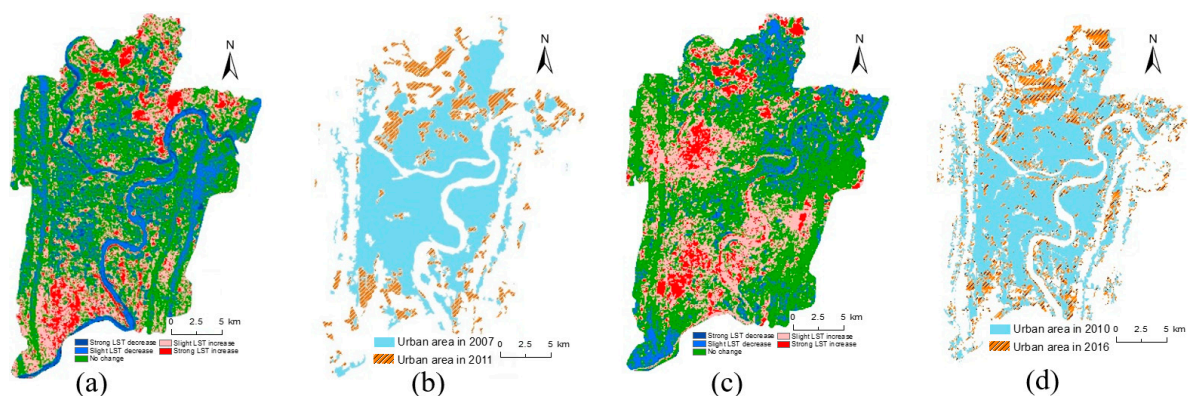 N
N
N
N
0 2.5 5 km
Strong LST decrease Slight LST increase
Slight LST decrease Strong LST increase
No change
(a)
Urban area in 2007
Urban area in 2011
0 2.5 5 km
(b)
0 2.5 5 km
Strong LST decrease Slight LST increase
Slight LST decrease Strong LST increase
No change
(c)
Urban area in 2010
Urban area in 2016
0 2.5 5 km
(d)